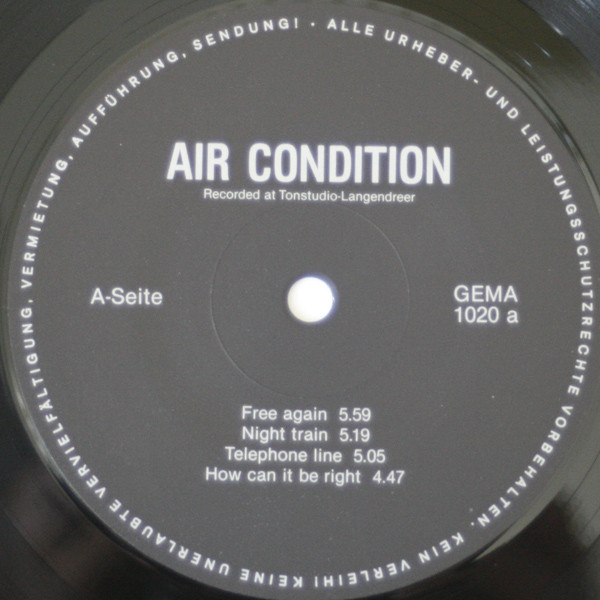 AIR CONDITION
Recorded at Tonstudio-Langendreer
A-Seite
GEMA
1020 a
Free again 5.59
Night train 5.19
Telephone line 5.05
How can it be right 4.47
ALLE URHEBER- UND LEISTUNGSSCHUTZRECHTE VORBEHALTEN. KEIN VERLEIH! KEINE UNERLAUBTE VERVIELFÄLTIGUNG, VERMIETUNG, AUFFÜHRUNG, SENDUNG! ·